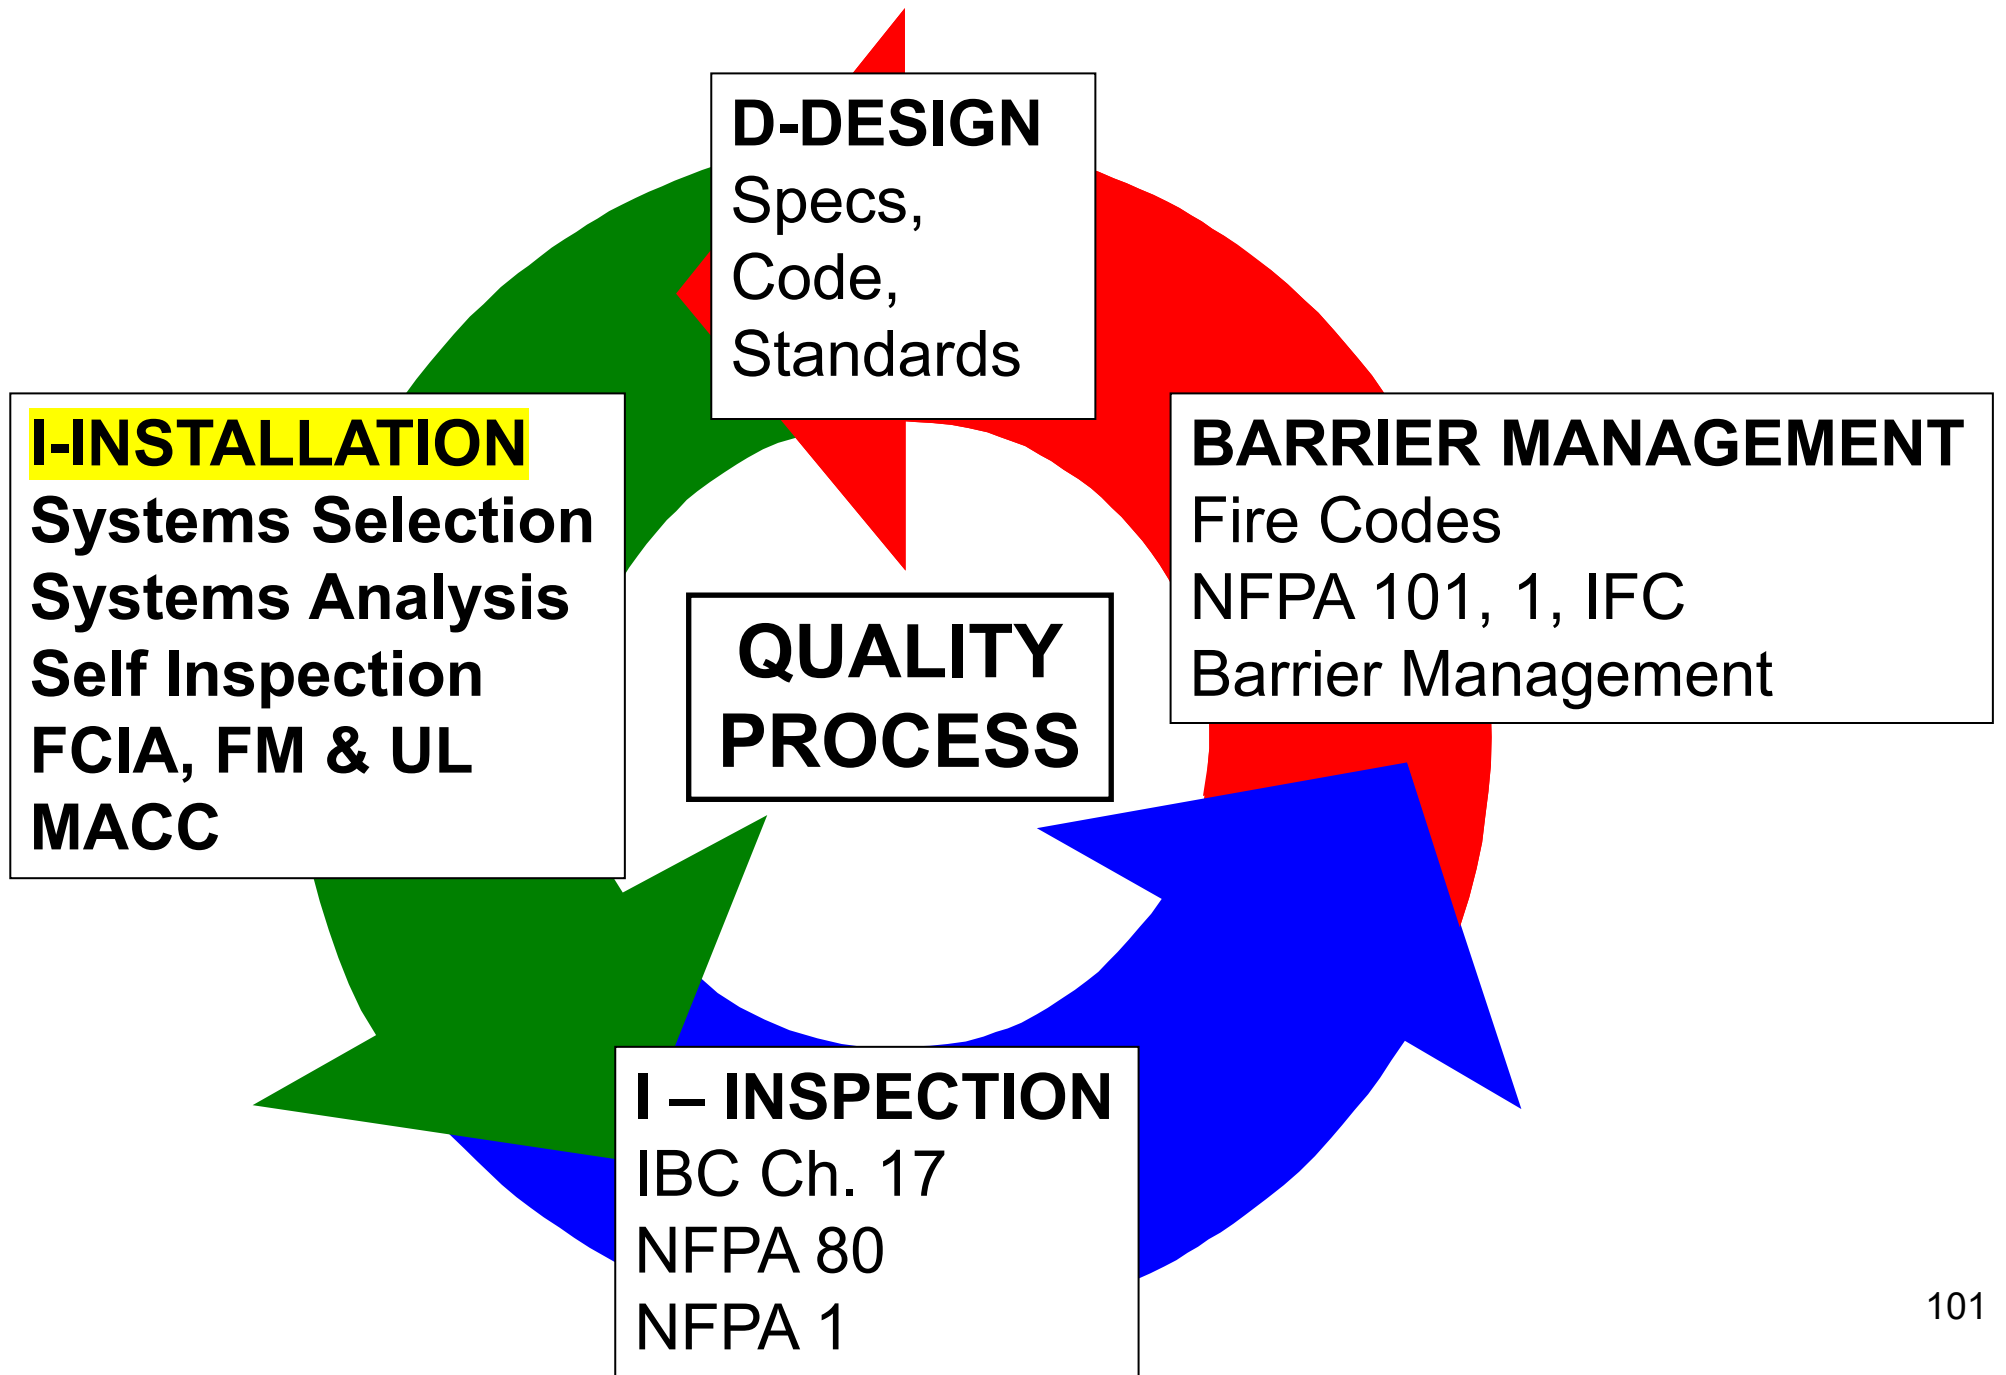 D-DESIGN
Specs,
Code,
Standards
I-INSTALLATION
Systems Selection
Systems Analysis
Self Inspection
FCIA, FM & UL
MACC
BARRIER MANAGEMENT
Fire Codes
NFPA 101, 1, IFC
Barrier Management
QUALITY
PROCESS
I – INSPECTION
IBC Ch. 17
NFPA 80
NFPA 1
101